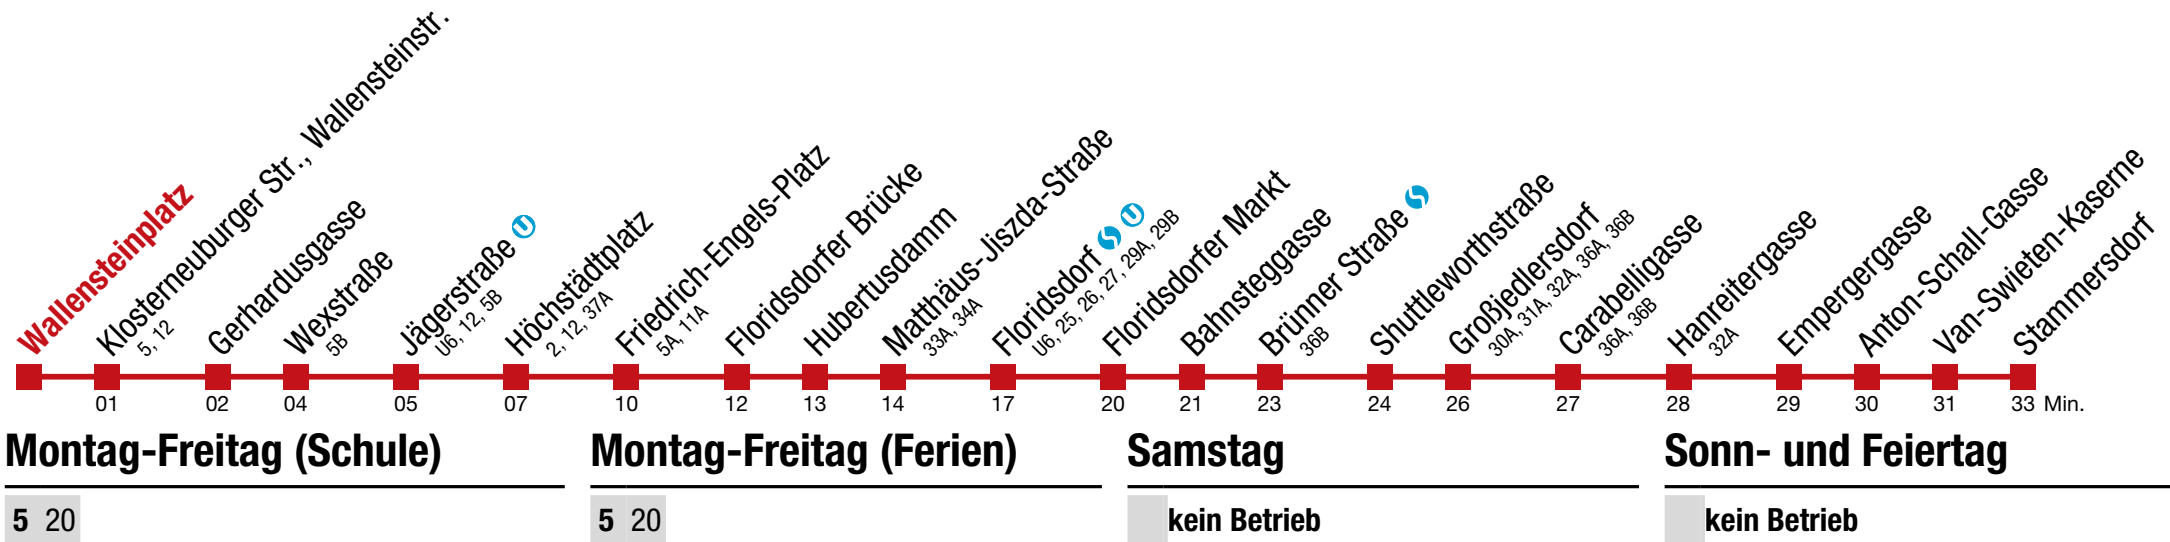 Wallensteinplatz
Klosterneuburger Str., Wallensteinstr.
5, 12
Gerhardusgasse
Wexstraße
5B
Jägerstraße U
U6, 12, 5B
Höchstädtplatz
2, 12, 37A
Friedrich-Engels-Platz
5A, 11A
Floridsdorfer Brücke
Hubertusdamm
Matthäus-Jiszda-Straße
33A, 34A
Floridsdorf S U
U6, 25, 26, 27, 29A, 29B
Floridsdorfer Markt
Bahnsteggasse
Brünner Straße S
36B
Shuttleworthstraße
Großjedlersdorf
30A, 31A, 32A, 36A, 36B
Carabelligasse
36A, 36B
Hanreitergasse
32A
Empergergasse
Anton-Schall-Gasse
Van-Swieten-Kaserne
Stammersdorf
01 02 04 05 07 10 12 13 14 17 20 21 23 24 26 27 28 29 30 31 33 Min.
Montag-Freitag (Schule)
5 20
Montag-Freitag (Ferien)
5 20
Samstag
kein Betrieb
Sonn- und Feiertag
kein Betrieb